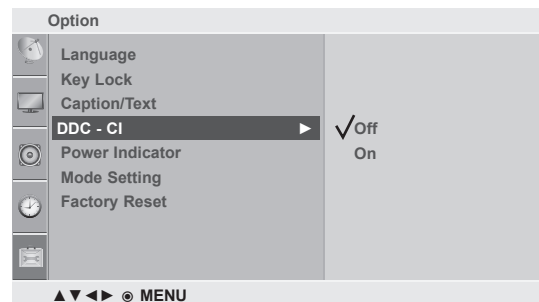 Option
Language
Key Lock
Caption/Text
DDC - CI ► Off
Power Indicator On
Mode Setting
Factory Reset
▲▼◄► ◉ MENU